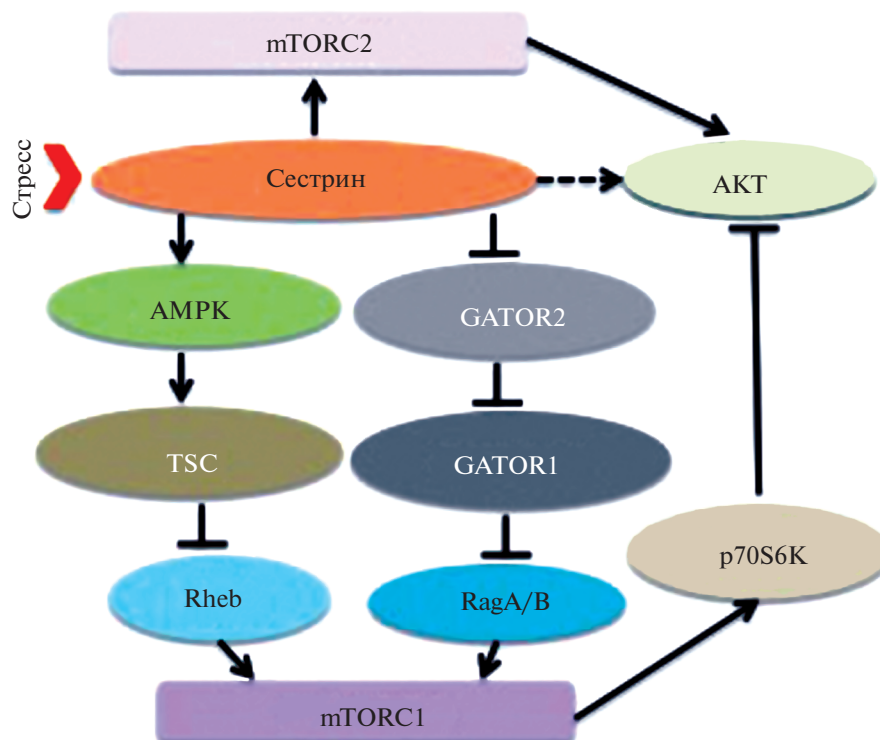 mTORC2
Стресс
Сестрин
AKT
AMPK
GATOR2
TSC
GATOR1
p70S6K
Rheb
RagA/B
mTORC1